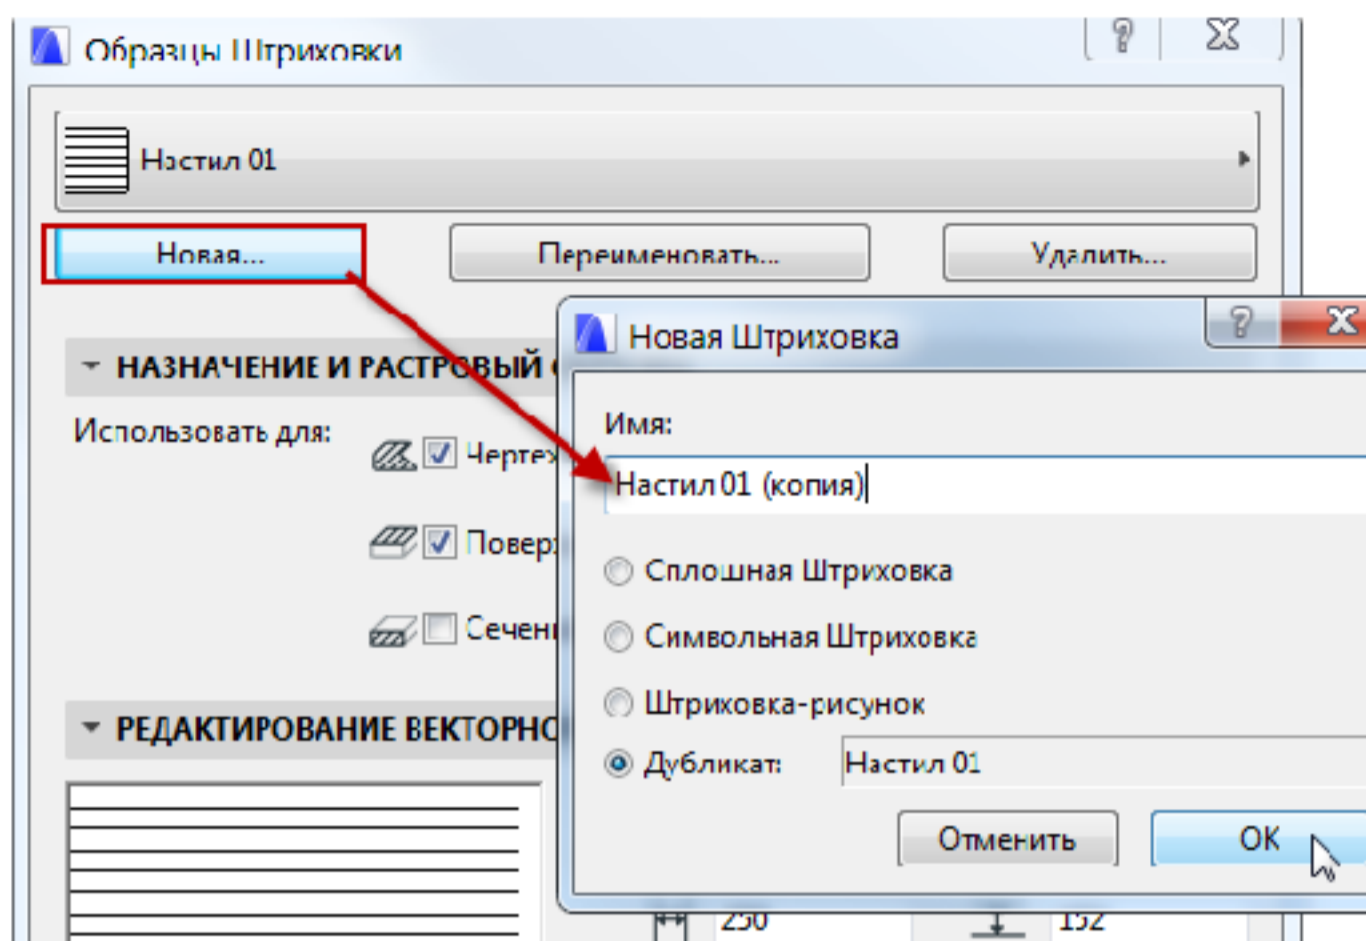 Образцы Штриховки
Настил 01
Новая...
Переименовать...
Удалить...
НАЗНАЧЕНИЕ И РАСТРОВЫЙ
Использовать для:
Чертеж
Поверх
Сечени
РЕДАКТИРОВАНИЕ ВЕКТОРНО
250
152
Новая Штриховка
Имя:
Настил 01 (копия)
Сплошная Штриховка
Символьная Штриховка
Штриховка-рисунок
Дубликат:
Настил 01
Отменить
OK